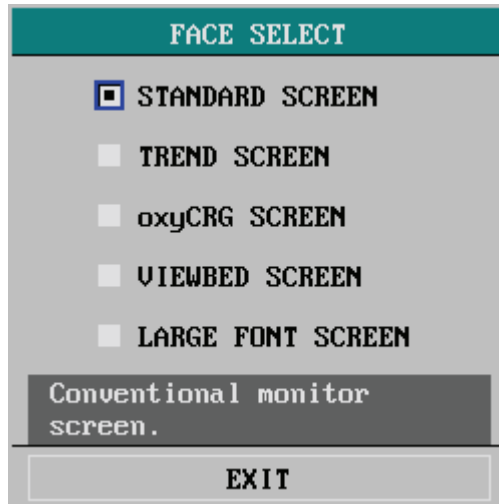 FACE SELECT
STANDARD SCREEN
TREND SCREEN
oxyCRG SCREEN
VIEWBED SCREEN
LARGE FONT SCREEN
Conventional monitor
screen.
EXIT